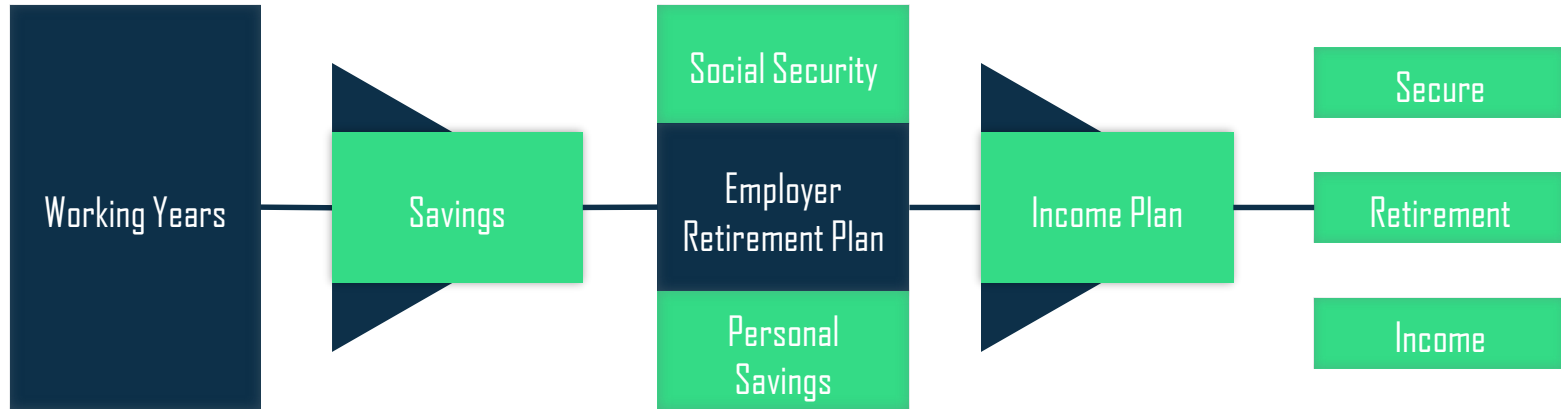 Working Years
Savings
Social Security
Employer
Retirement Plan
Personal
Savings
Income Plan
Secure
Retirement
Income